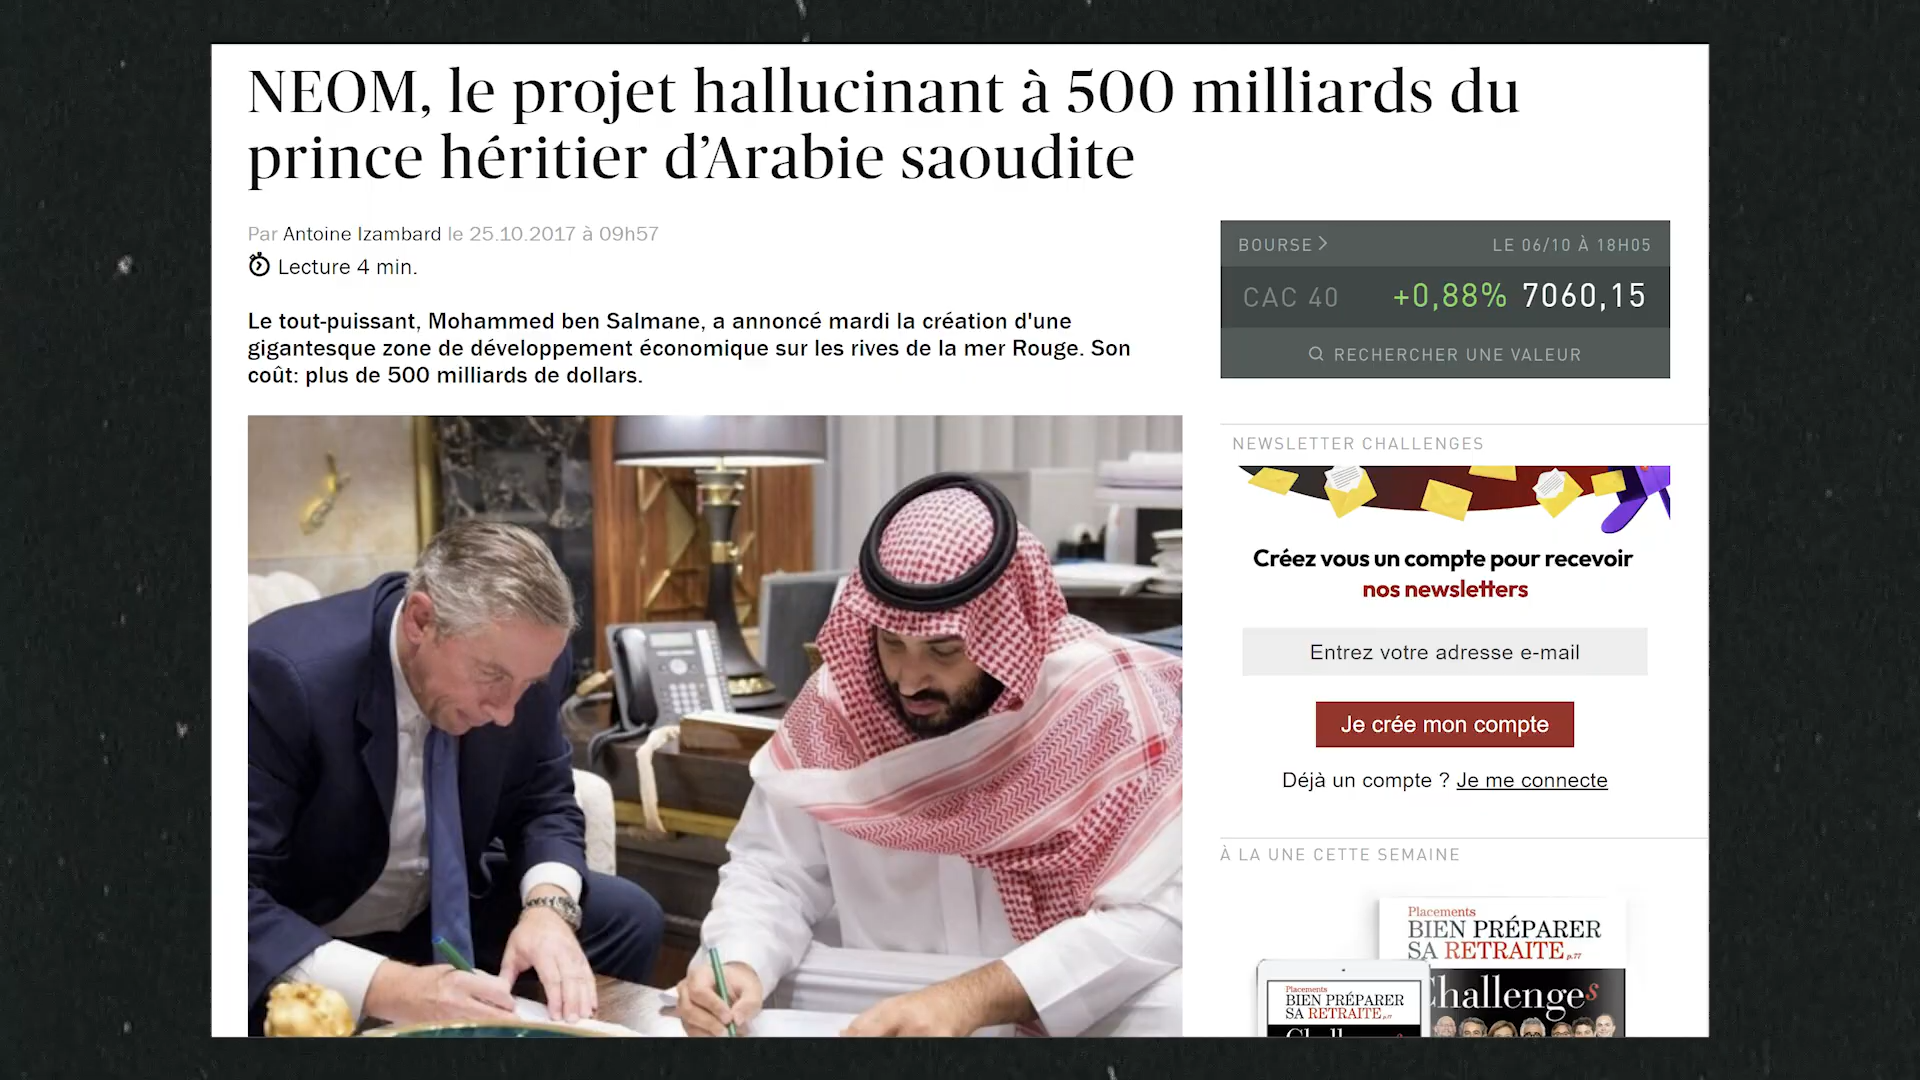 NEOM, le projet hallucinant à 500 milliards du
prince héritier d’Arabie saoudite
Par Antoine Izambard le 25.10.2017 à 09h57
Lecture 4 min.
Le tout-puissant, Mohammed ben Salmane, a annoncé mardi la création d'une
gigantesque zone de développement économique sur les rives de la mer Rouge. Son
coût: plus de 500 milliards de dollars.
BOURSE
LE 06/10 À 18H05
CAC 40 +0,88% 7060,15
RECHERCHER UNE VALEUR
NEWSLETTER CHALLENGES
Créez vous un compte pour recevoir
nos newsletters
Entrez votre adresse e-mail
Je crée mon compte
Déjà un compte ? Je me connecte
À LA UNE CETTE SEMAINE
Placements
BIEN PRÉPARER
SA RETRAITE p.77
Challenges
Placements
BIEN PRÉPARER
SA RETRAITE p.77